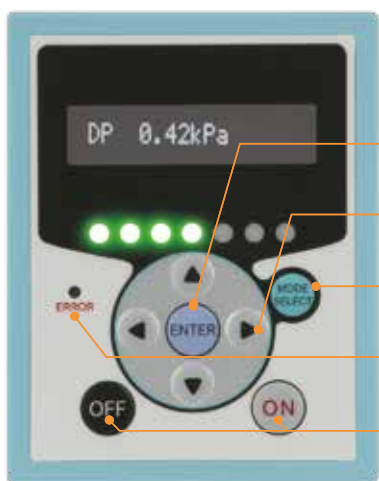 DP 0.42kPa
MODE
SELECT
ERROR
ENTER
OFF
ON